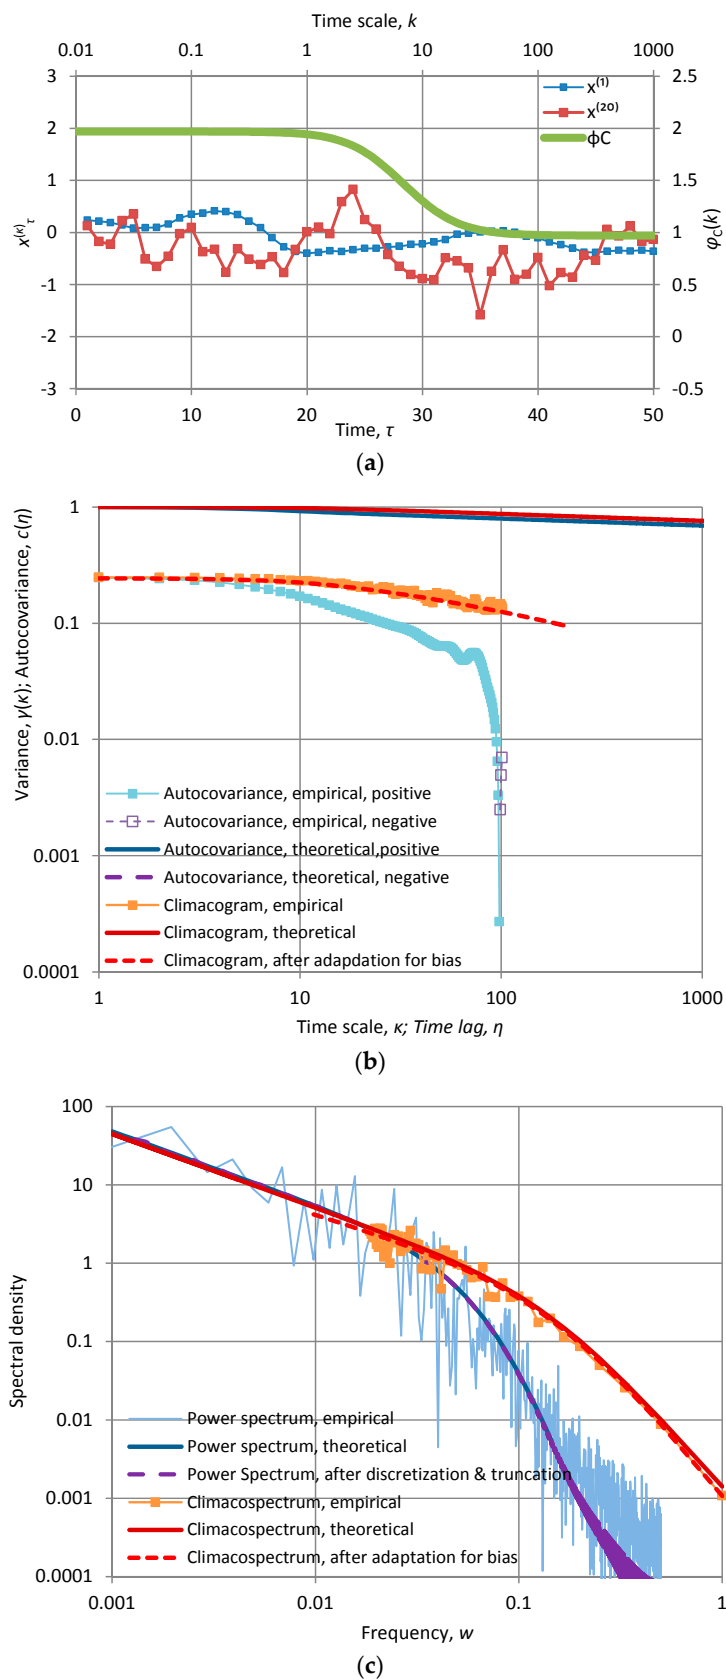 Time scale, k
0.01 0.1 1 10 100 1000
3 2.5
2 2
1 1.5
0 1
-1 0.5
-2 0
-3 -0.5
x⁽ᵏ⁾τ
φC(k)
x⁽¹⁾
x⁽²⁰⁾
ϕC
0 10 20 30 40 50
Time, τ
(a)
Variance, γ(κ); Autocovariance, c(η)
1
0.1
0.01
0.001
0.0001
Autocovariance, empirical, positive
Autocovariance, empirical, negative
Autocovariance, theoretical,positive
Autocovariance, theoretical, negative
Climacogram, empirical
Climacogram, theoretical
Climacogram, after adapdation for bias
1 10 100 1000
Time scale, κ; Time lag, η
(b)
Spectral density
100
10
1
0.1
0.01
0.001
0.0001
Power spectrum, empirical
Power spectrum, theoretical
Power Spectrum, after discretization & truncation
Climacospectrum, empirical
Climacospectrum, theoretical
Climacospectrum, after adaptation for bias
0.001 0.01 0.1 1
Frequency, w
(c)